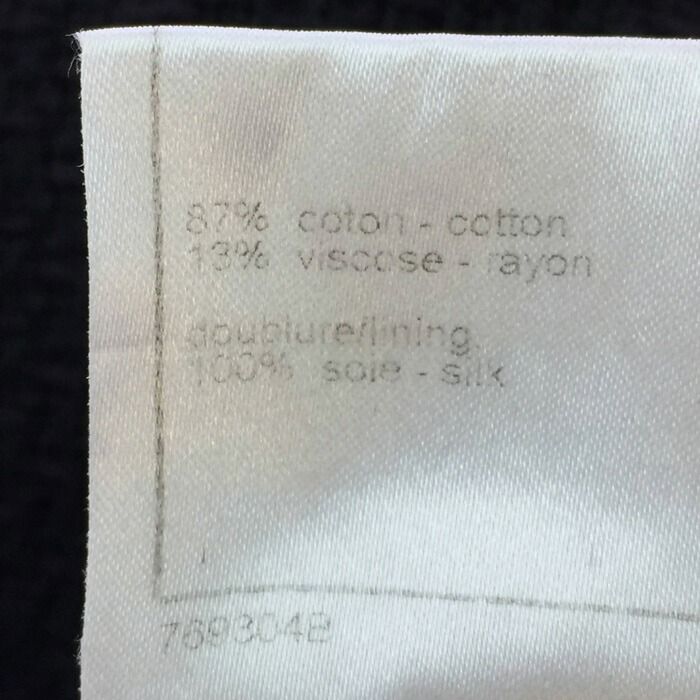 87% coton - cotton
13% viscose - rayon
doublure/lining
100% soie - silk
769304B